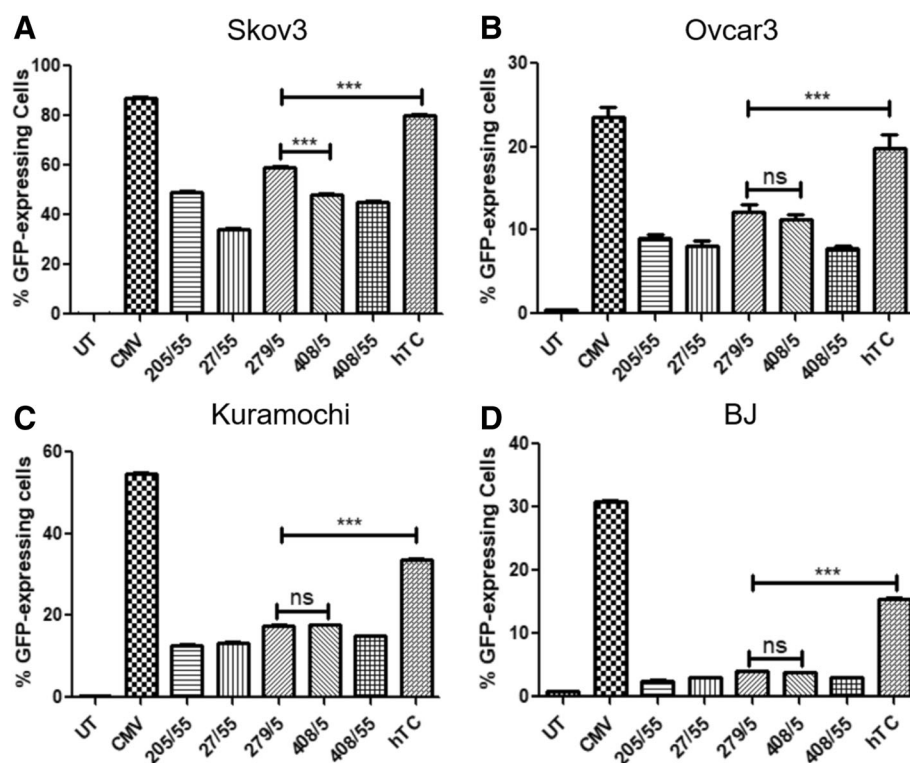 A
Skov3
% GFP-expressing Cells
100
80
60
40
20
0
***
***
UT
CMV
205/55
27/55
279/5
408/5
408/55
hTC
B
Ovcar3
% GFP-expressing cells
30
20
10
0
***
ns
UT
CMV
205/55
27/55
279/5
408/5
408/55
hTC
C
Kuramochi
% GFP-expressing cells
60
40
20
0
***
ns
UT
CMV
205/55
27/55
279/5
408/5
408/55
hTC
D
BJ
% GFP-expressing Cells
40
30
20
10
0
***
ns
UT
CMV
205/55
27/55
279/5
408/5
408/55
hTC